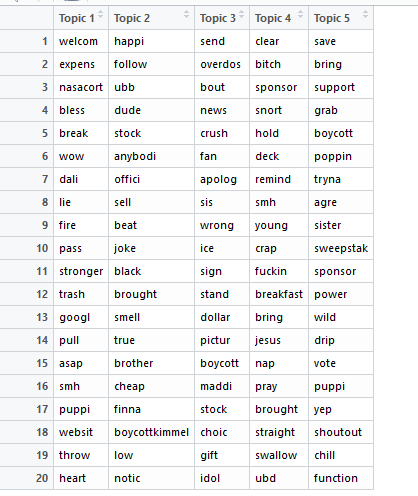 Topic 1 Topic 2 Topic 3 Topic 4 Topic 5
1 welcom happi send clear save
2 expens follow overdos bitch bring
3 nasacort ubb bout sponsor support
4 bless dude news snort grab
5 break stock crush hold boycott
6 wow anybodi fan deck poppin
7 dali offici apolog remind tryna
8 lie sell sis smh agre
9 fire beat wrong young sister
10 pass joke ice crap sweepstak
11 stronger black sign fuckin sponsor
12 trash brought stand breakfast power
13 googl smell dollar bring wild
14 pull true pictur jesus drip
15 asap brother boycott nap vote
16 smh cheap maddi pray puppi
17 puppi finna stock brought yep
18 websit boycottkimmel choic straight shoutout
19 throw low gift swallow chill
20 heart notic idol ubd function